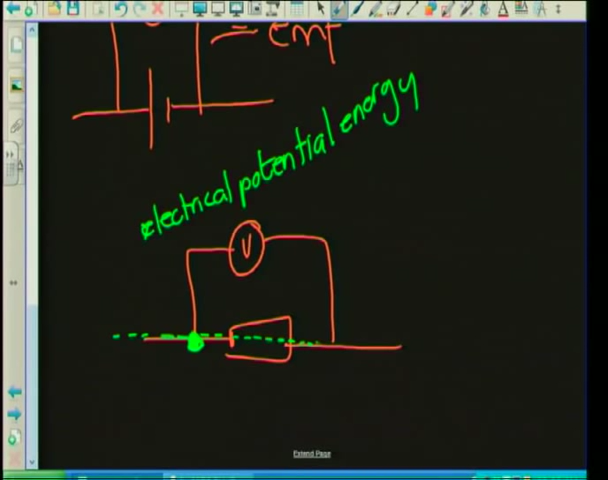 = emf
electrical potential energy
V
Extend Page